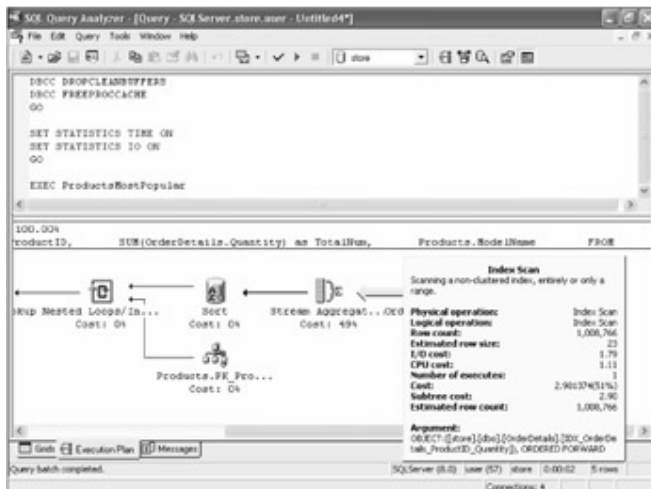 SQL Query Analyzer - [Query - SQLServer.store.user - Untitled4*]
File Edit Query Tools Window Help
store
DBCC DROPCLEANBUFFERS
DBCC FREEPROCCACHE
GO
SET STATISTICS TIME ON
SET STATISTICS IO ON
GO
EXEC ProductsMostPopular
100.00%
roductID, SUM(OrderDetails.Quantity) as TotalNum, Products.ModelName FROM
kup Nested Loops/In...
Cost: 0%
Sort
Cost: 0%
Stream Aggregat...
Cost: 49%
Ord
Products.PK_Pro...
Cost: 0%
Index Scan
Scanning a non-clustered index, entirely or only a
range.
Physical operation: Index Scan
Logical operation: Index Scan
Row count: 1,008,766
Estimated row size: 23
I/O cost: 1.79
CPU cost: 1.11
Number of executes: 1
Cost: 2.901374(51%)
Subtree cost: 2.90
Estimated row count: 1,008,766
Argument:
OBJECT:([store].[dbo].[OrderDetails].[IDX_OrderDe
tails_ProductID_Quantity]), ORDERED FORWARD
Grids Execution Plan Messages
Query batch completed. SQLServer (8.0) user (57) store 0:00:02 5 rows
Connections: 4